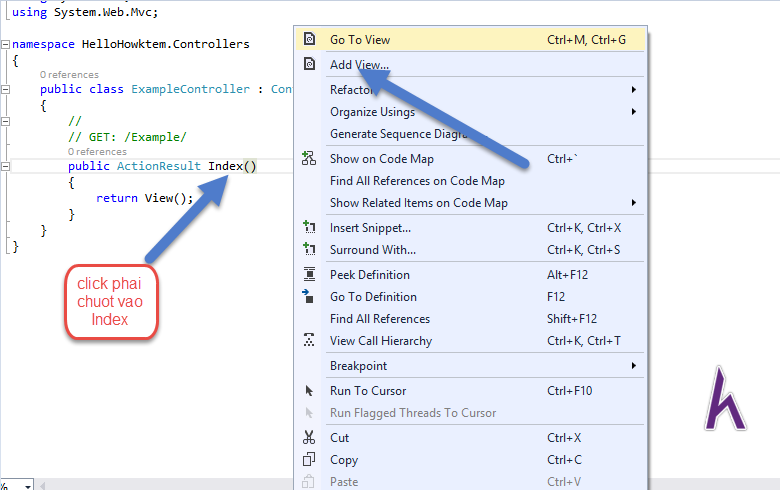 using System.Web.Mvc;
namespace HelloHowktem.Controllers
{
0 references
public class ExampleController : Cont
{
//
// GET: /Example/
0 references
public ActionResult Index()
{
return View();
}
}
}
click phai
chuot vao
Index
Go To View Ctrl+M, Ctrl+G
Add View...
Refactor
Organize Usings
Generate Sequence Diagra
Show on Code Map Ctrl+`
Find All References on Code Map
Show Related Items on Code Map
Insert Snippet... Ctrl+K, Ctrl+X
Surround With... Ctrl+K, Ctrl+S
Peek Definition Alt+F12
Go To Definition F12
Find All References Shift+F12
View Call Hierarchy Ctrl+K, Ctrl+T
Breakpoint
Run To Cursor Ctrl+F10
Run Flagged Threads To Cursor
Cut Ctrl+X
Copy Ctrl+C
Paste Ctrl+V
%